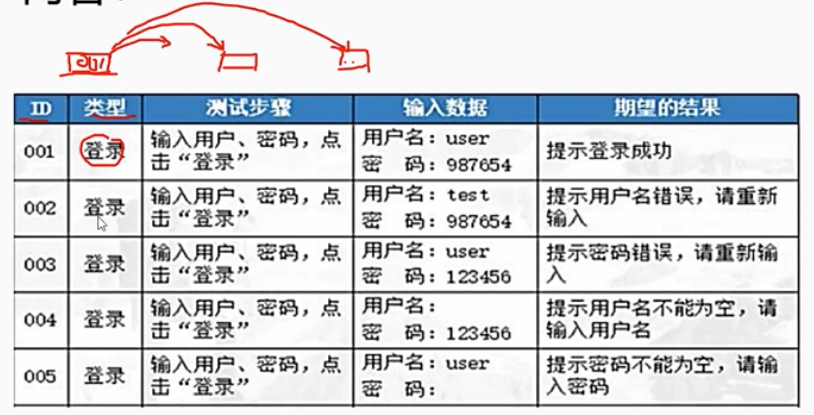 001
ID 类型 测试步骤 输入数据 期望的结果
001 登录 输入用户、密码，点击“登录” 用户名：user 密 码：987654 提示登录成功
002 登录 输入用户、密码，点击“登录” 用户名：test 密 码：987654 提示用户名错误，请重新输入
003 登录 输入用户、密码，点击“登录” 用户名：user 密 码：123456 提示密码错误，请重新输入
004 登录 输入用户、密码，点击“登录” 用户名： 密 码：123456 提示用户名不能为空，请输入用户名
005 登录 输入用户、密码，点击“登录” 用户名：user 密 码： 提示密码不能为空，请输入密码